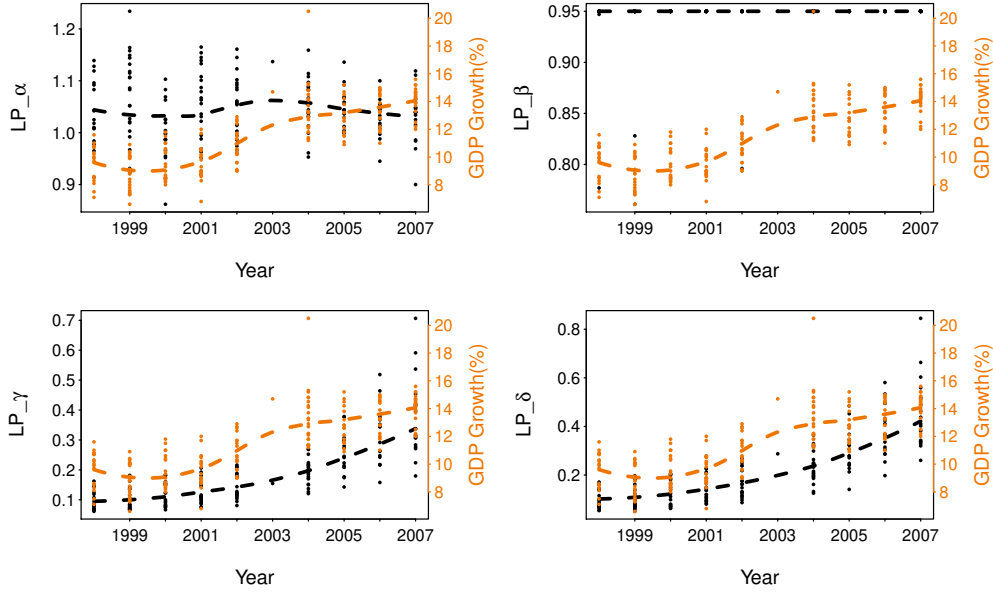 1.2
1.1
1.0
0.9
LP_α
20
18
16
14
12
10
8
GDP Growth(%)
1999 2001 2003 2005 2007
Year
0.95
0.90
0.85
0.80
LP_β
20
18
16
14
12
10
8
GDP Growth(%)
1999 2001 2003 2005 2007
Year
0.7
0.6
0.5
0.4
0.3
0.2
0.1
LP_γ
20
18
16
14
12
10
8
GDP Growth(%)
1999 2001 2003 2005 2007
Year
0.8
0.6
0.4
0.2
LP_δ
20
18
16
14
12
10
8
GDP Growth(%)
1999 2001 2003 2005 2007
Year